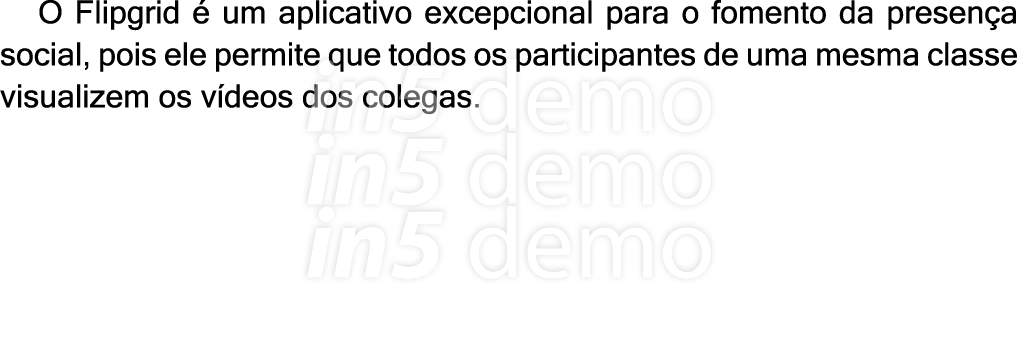 O Flipgrid é um aplicativo excepcional para o fomento da presença
social, pois ele permite que todos os participantes de uma mesma classe
visualizem os vídeos dos colegas.
in5 demo
in5 demo
in5 demo